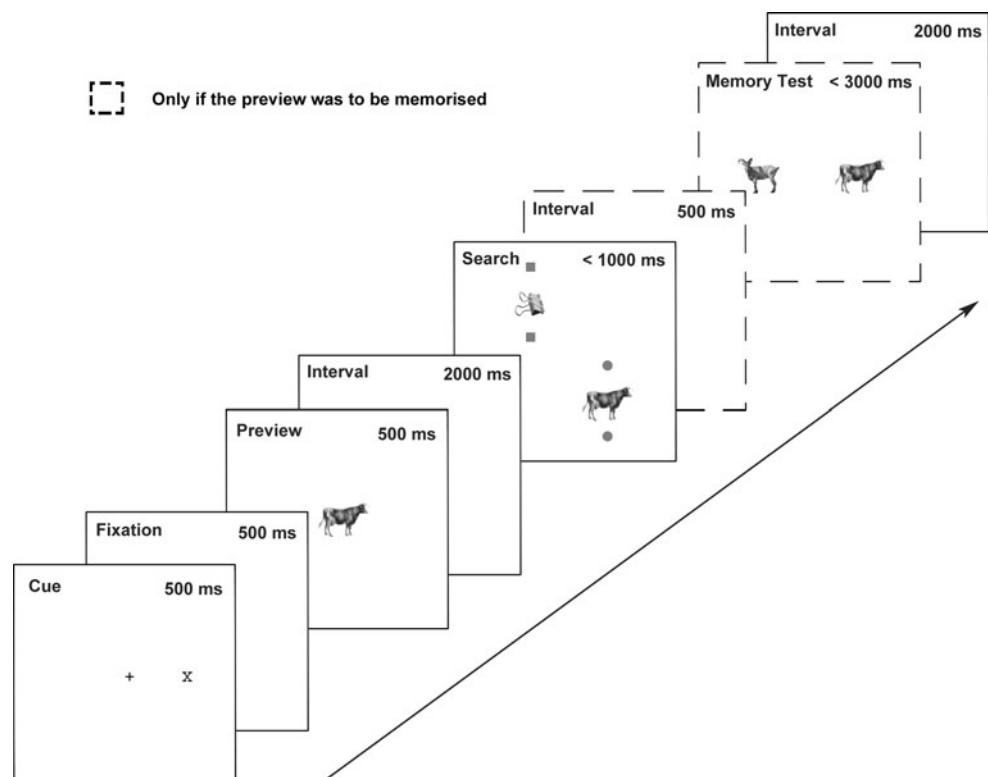 Interval 2000 ms
Memory Test < 3000 ms
Only if the preview was to be memorised
Interval 500 ms
Search < 1000 ms
Interval 2000 ms
Preview 500 ms
Fixation 500 ms
Cue 500 ms
+ x